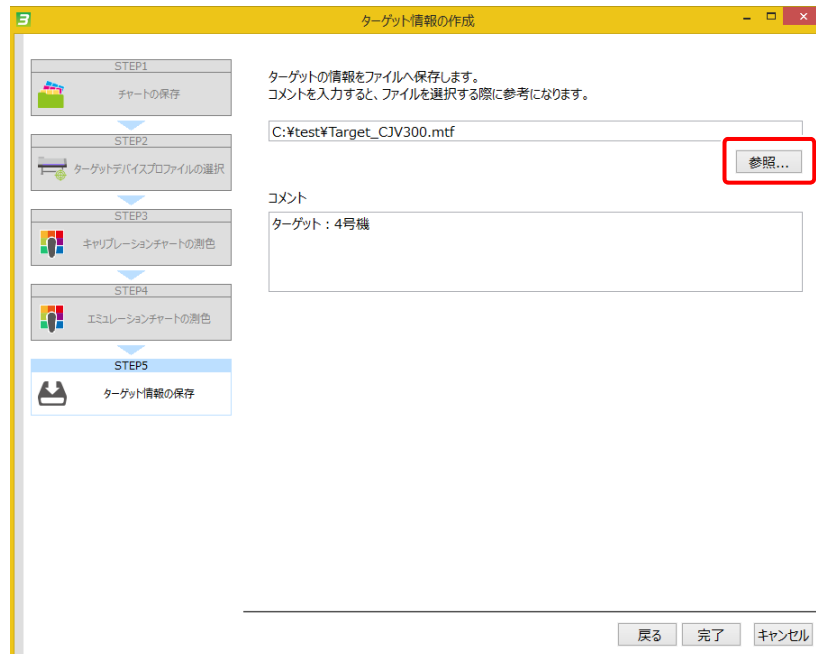 3
ターゲット情報の作成
STEP1
チャートの保存
STEP2
ターゲットデバイスプロファイルの選択
STEP3
キャリブレーションチャートの測色
STEP4
エミュレーションチャートの測色
STEP5
ターゲット情報の保存
ターゲットの情報をファイルへ保存します。
コメントを入力すると、ファイルを選択する際に参考になります。
C:¥test¥Target_CJV300.mtf
参照...
コメント
ターゲット：4号機
戻る
完了
キャンセル